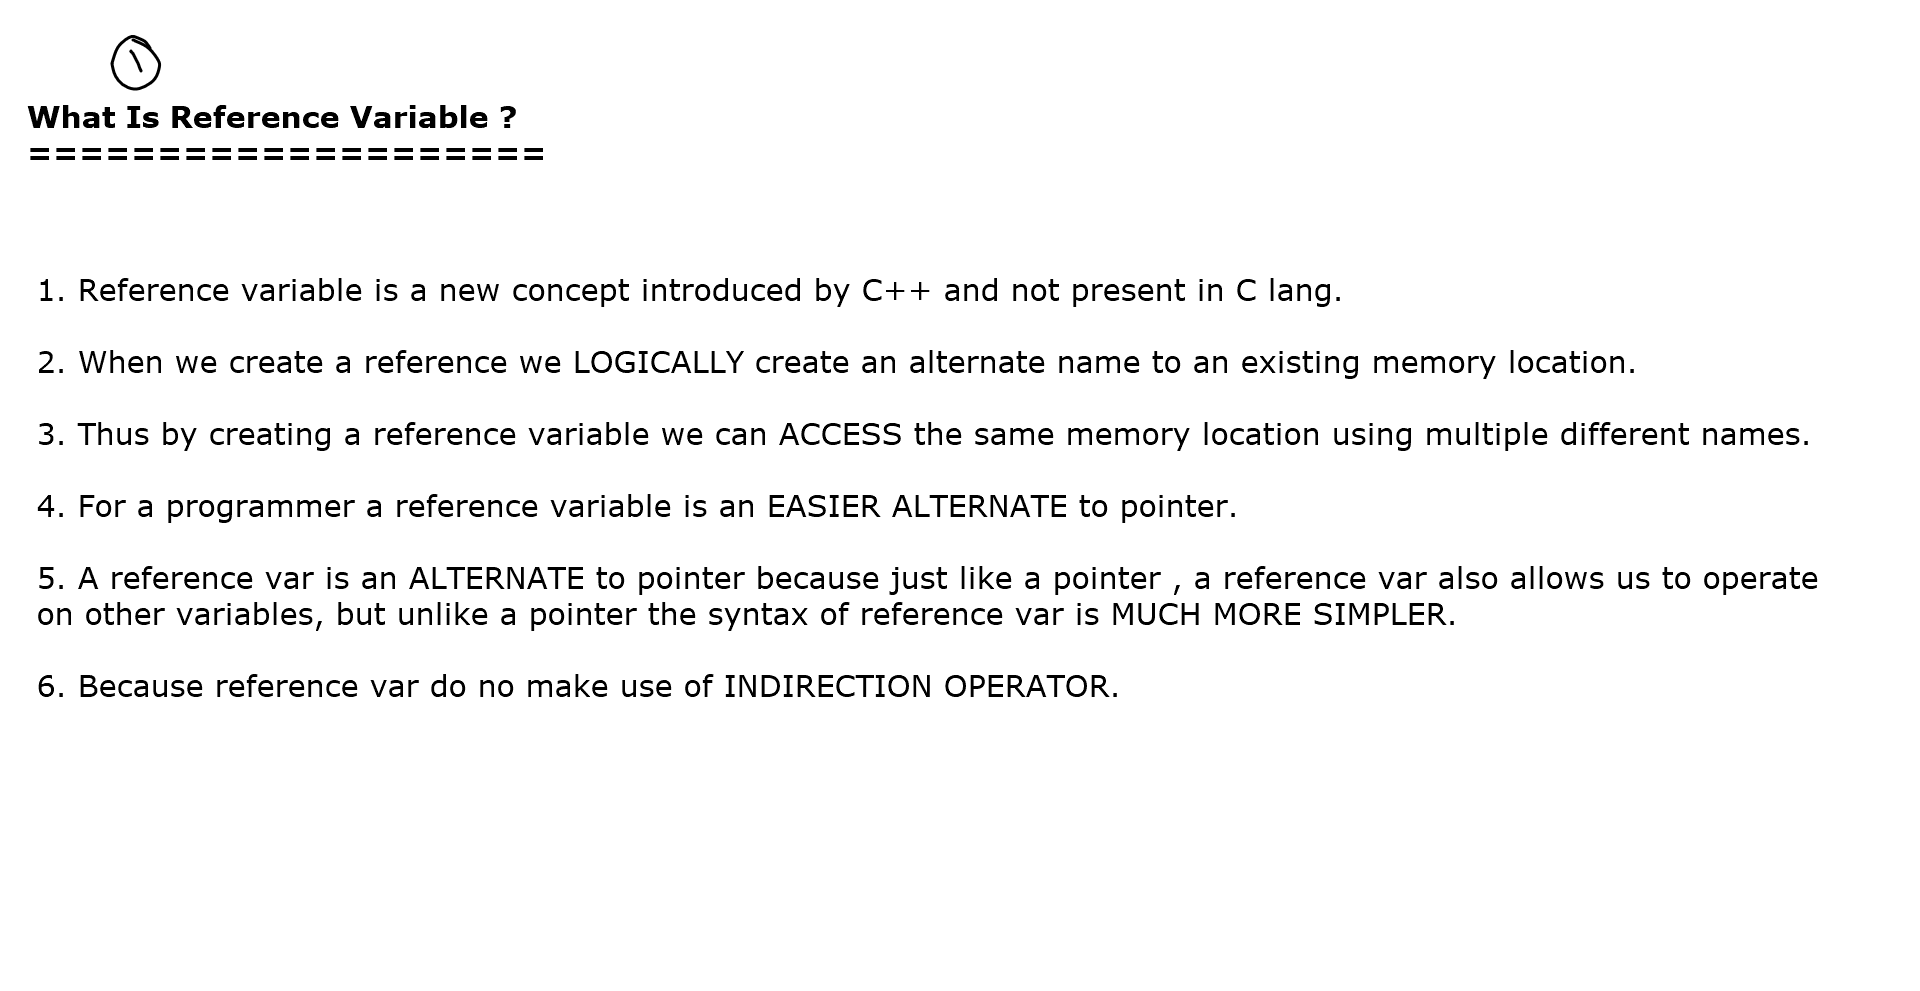 What Is Reference Variable ?
====================
1. Reference variable is a new concept introduced by C++ and not present in C lang.
2. When we create a reference we LOGICALLY create an alternate name to an existing memory location.
3. Thus by creating a reference variable we can ACCESS the same memory location using multiple different names.
4. For a programmer a reference variable is an EASIER ALTERNATE to pointer.
5. A reference var is an ALTERNATE to pointer because just like a pointer , a reference var also allows us to operate
on other variables, but unlike a pointer the syntax of reference var is MUCH MORE SIMPLER.
6. Because reference var do no make use of INDIRECTION OPERATOR.